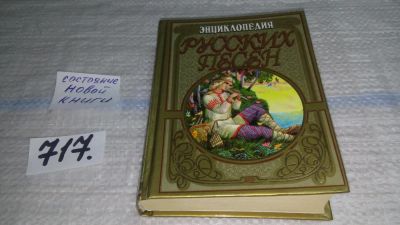 состояние
новой
книги
717.
ЭНЦИКЛОПЕДИЯ
РУССКИХ
ПЕСЕН